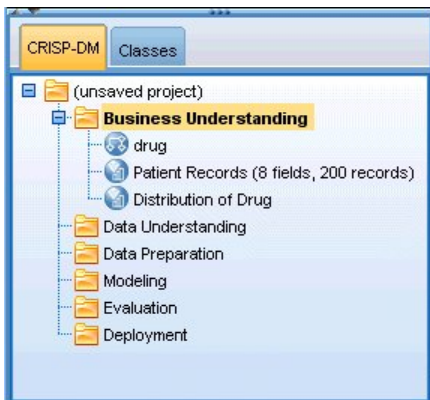 CRISP-DM Classes
(unsaved project)
Business Understanding
drug
Patient Records (8 fields, 200 records)
Distribution of Drug
Data Understanding
Data Preparation
Modeling
Evaluation
Deployment